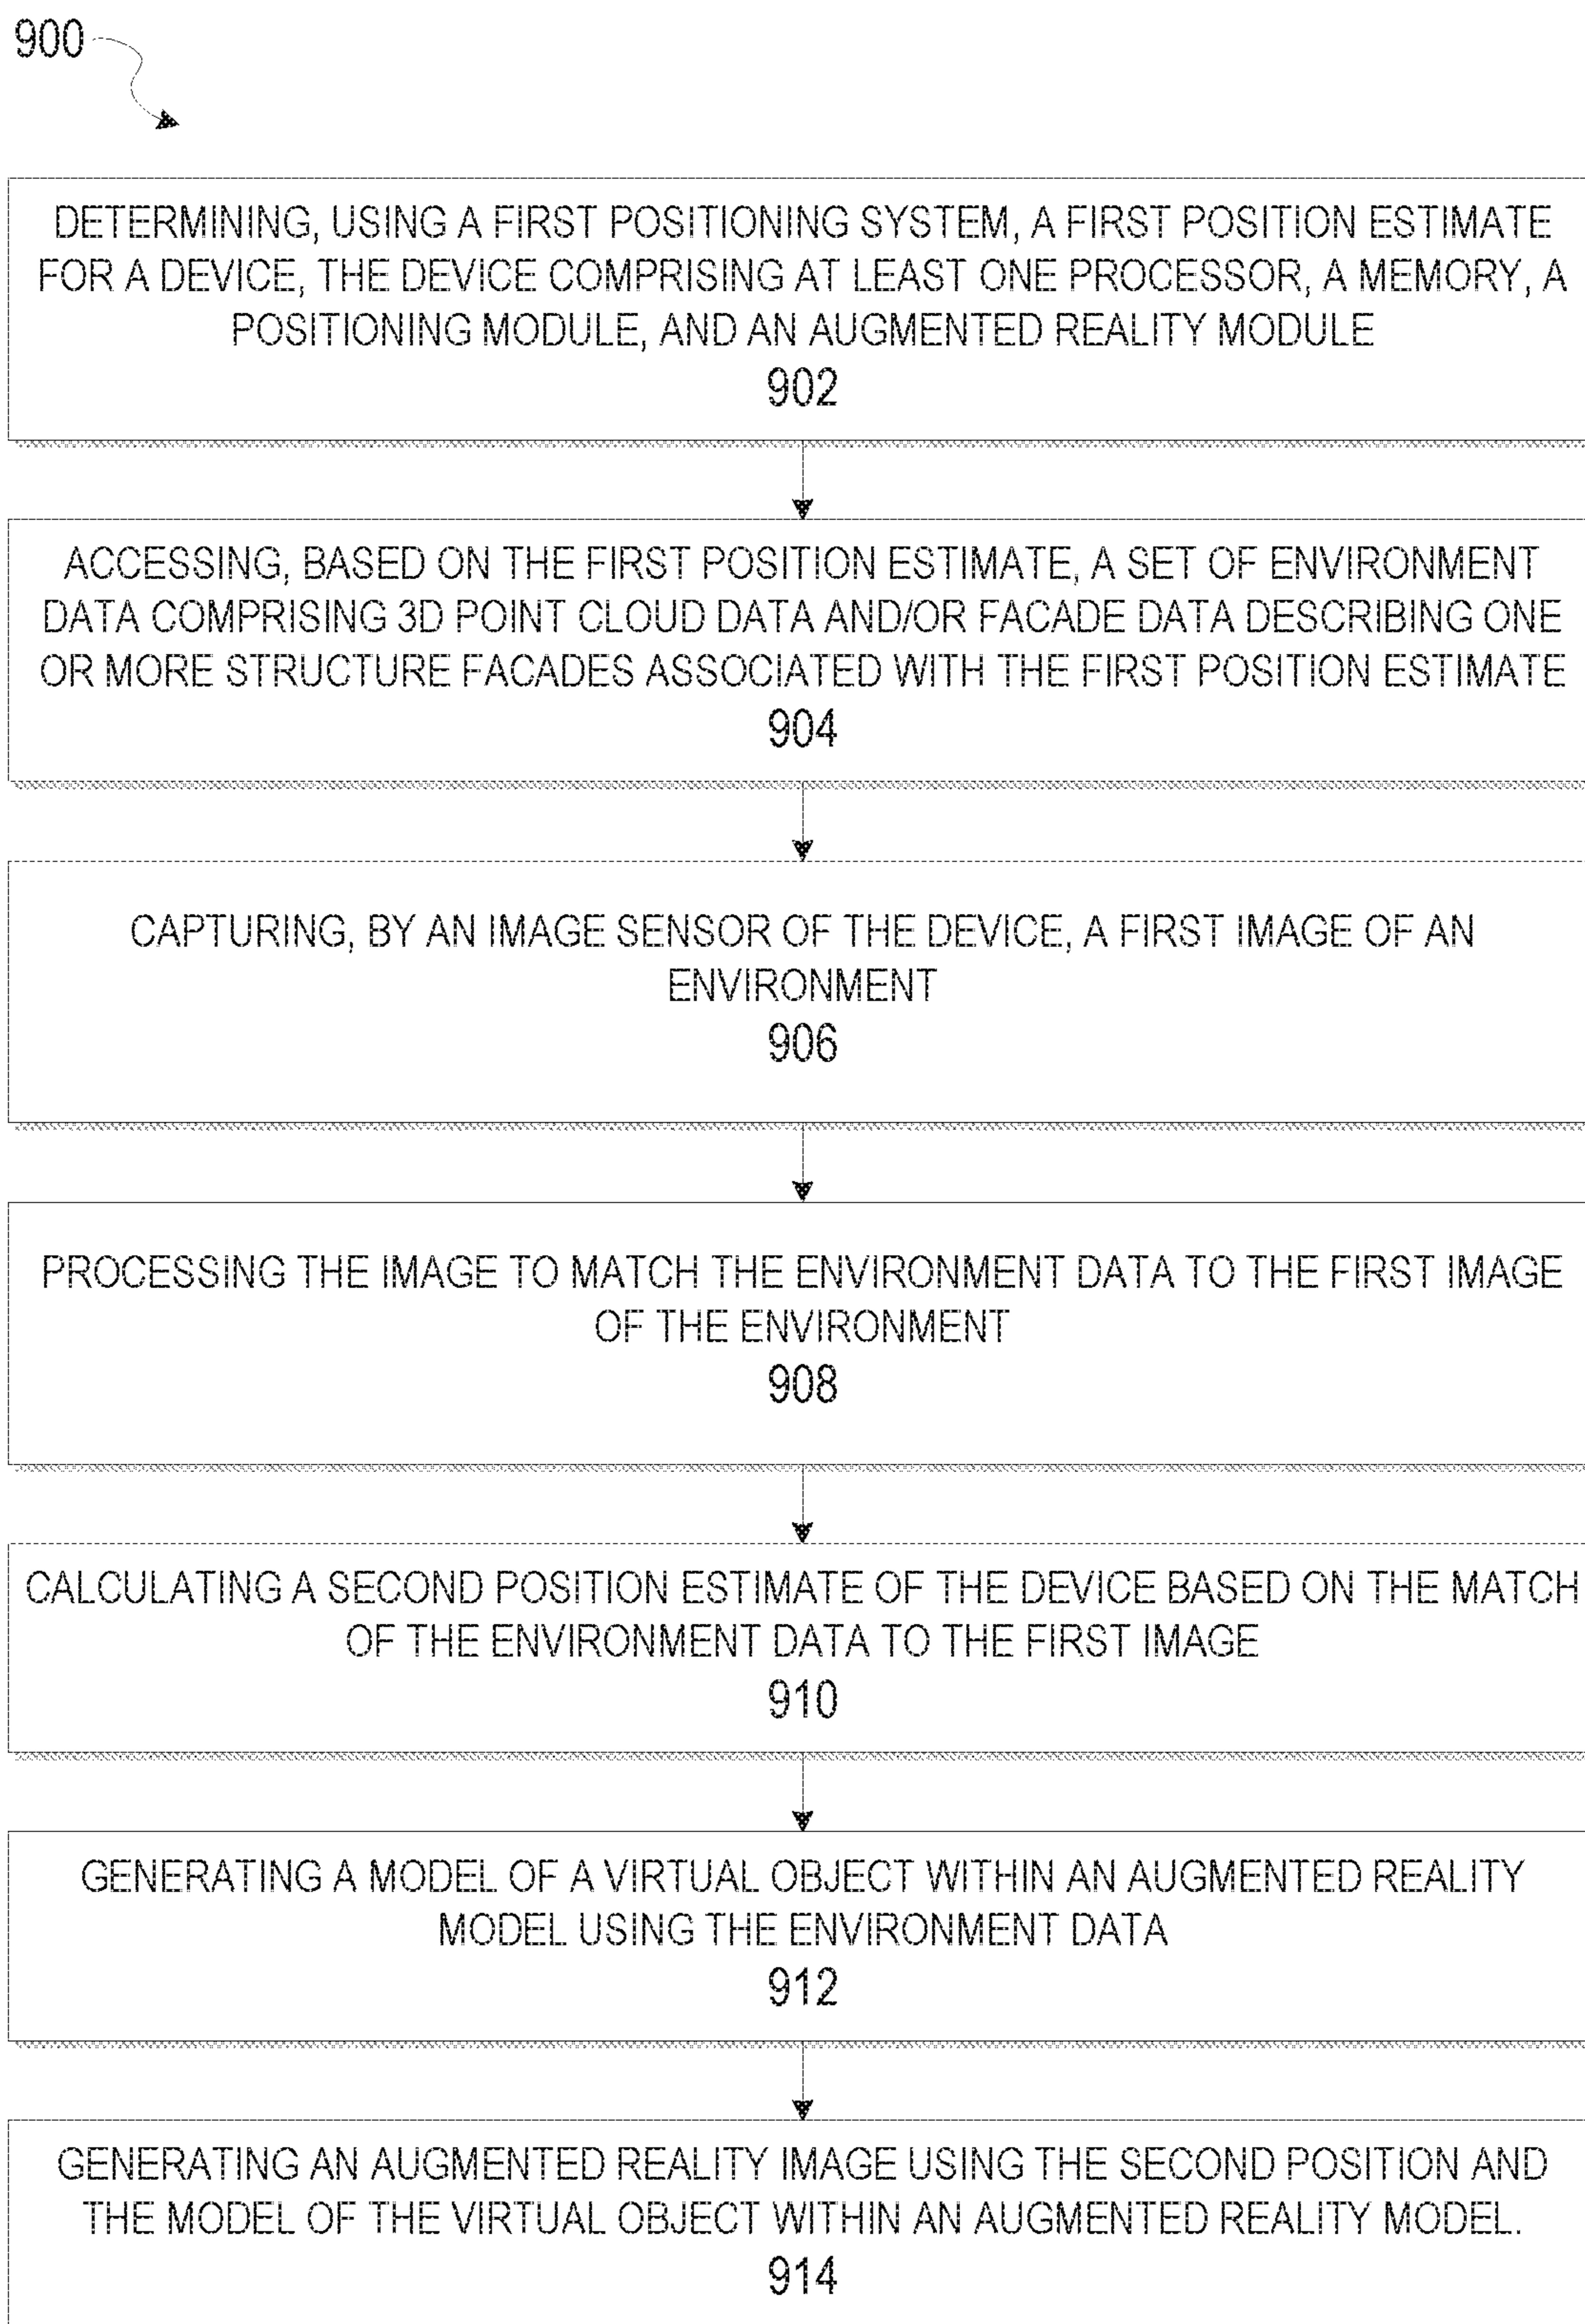 900
DETERMINING, USING A FIRST POSITIONING SYSTEM, A FIRST POSITION ESTIMATE
FOR A DEVICE, THE DEVICE COMPRISING AT LEAST ONE PROCESSOR, A MEMORY, A
POSITIONING MODULE, AND AN AUGMENTED REALITY MODULE
902
ACCESSING, BASED ON THE FIRST POSITION ESTIMATE, A SET OF ENVIRONMENT
DATA COMPRISING 3D POINT CLOUD DATA AND/OR FACADE DATA DESCRIBING ONE
OR MORE STRUCTURE FACADES ASSOCIATED WITH THE FIRST POSITION ESTIMATE
904
CAPTURING, BY AN IMAGE SENSOR OF THE DEVICE, A FIRST IMAGE OF AN
ENVIRONMENT
906
PROCESSING THE IMAGE TO MATCH THE ENVIRONMENT DATA TO THE FIRST IMAGE
OF THE ENVIRONMENT
908
CALCULATING A SECOND POSITION ESTIMATE OF THE DEVICE BASED ON THE MATCH
OF THE ENVIRONMENT DATA TO THE FIRST IMAGE
910
GENERATING A MODEL OF A VIRTUAL OBJECT WITHIN AN AUGMENTED REALITY
MODEL USING THE ENVIRONMENT DATA
912
GENERATING AN AUGMENTED REALITY IMAGE USING THE SECOND POSITION AND
THE MODEL OF THE VIRTUAL OBJECT WITHIN AN AUGMENTED REALITY MODEL.
914